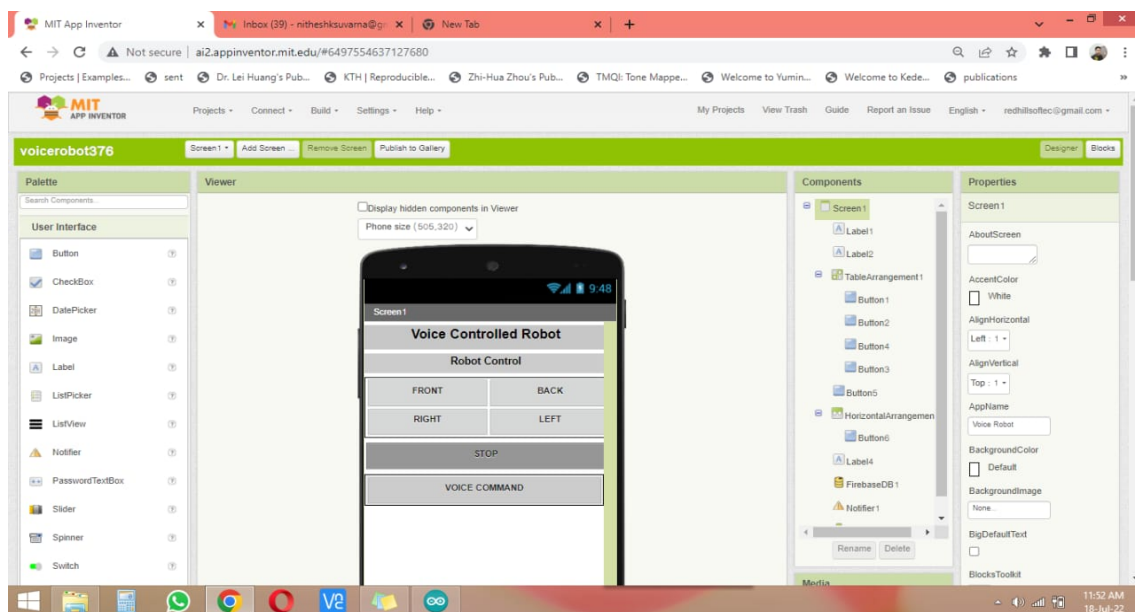 MIT App Inventor
Inbox (39) - nitheshksuvarna@gm
New Tab
Not secure
ai2.appinventor.mit.edu/#6497554637127680
Projects | Examples...
sent
Dr. Lei Huang's Pub...
KTH | Reproducible...
Zhi-Hua Zhou's Pub...
TMQI: Tone Mappe...
Welcome to Yumin...
Welcome to Kede...
publications
MIT
APP INVENTOR
Projects
Connect
Build
Settings
Help
My Projects
View Trash
Guide
Report an Issue
English
redhillsoftec@gmail.com
voicerobot376
Screen1
Add Screen ...
Remove Screen
Publish to Gallery
Designer
Blocks
Palette
Search Components...
User Interface
Button
CheckBox
DatePicker
Image
Label
ListPicker
ListView
Notifier
PasswordTextBox
Slider
Spinner
Switch
Viewer
Display hidden components in Viewer
Phone size (505,320)
9:48
Screen1
Voice Controlled Robot
Robot Control
FRONT
BACK
RIGHT
LEFT
STOP
VOICE COMMAND
Components
Screen1
Label1
Label2
TableArrangement1
Button1
Button2
Button4
Button3
Button5
HorizontalArrangemen
Button6
Label4
FirebaseDB1
Notifier1
Rename
Delete
Media
Properties
Screen1
AboutScreen
AccentColor
White
AlignHorizontal
Left : 1
AlignVertical
Top : 1
AppName
Voice Robot
BackgroundColor
Default
BackgroundImage
None...
BigDefaultText
BlocksToolkit
11:52 AM
18-Jul-22